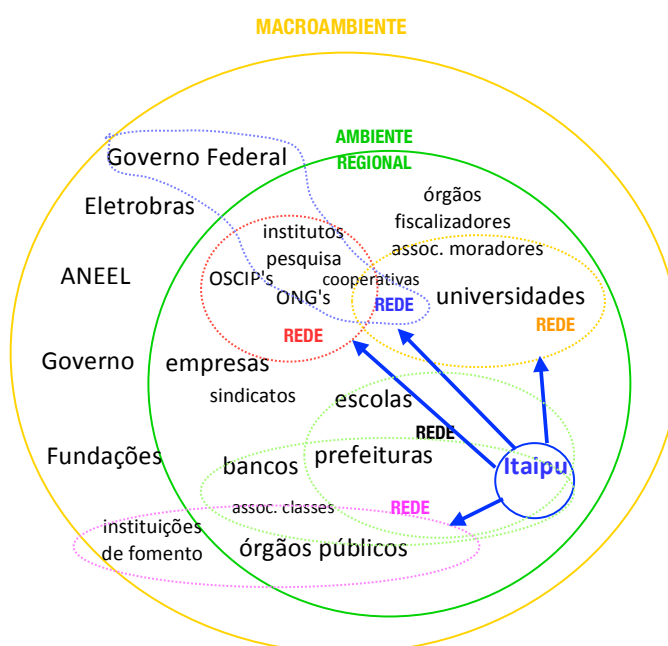 MACROAMBIENTE
AMBIENTE
REGIONAL
Governo Federal
Eletrobras
órgãos
fiscalizadores
assoc. moradores
institutos
pesquisa
cooperativas
OSCIP's
ONG's
REDE
ANEEL
universidades
REDE
REDE
Governo
empresas
sindicatos
escolas
REDE
Fundações
bancos
prefeituras
Itaipu
assoc. classes
REDE
instituições
de fomento
órgãos públicos